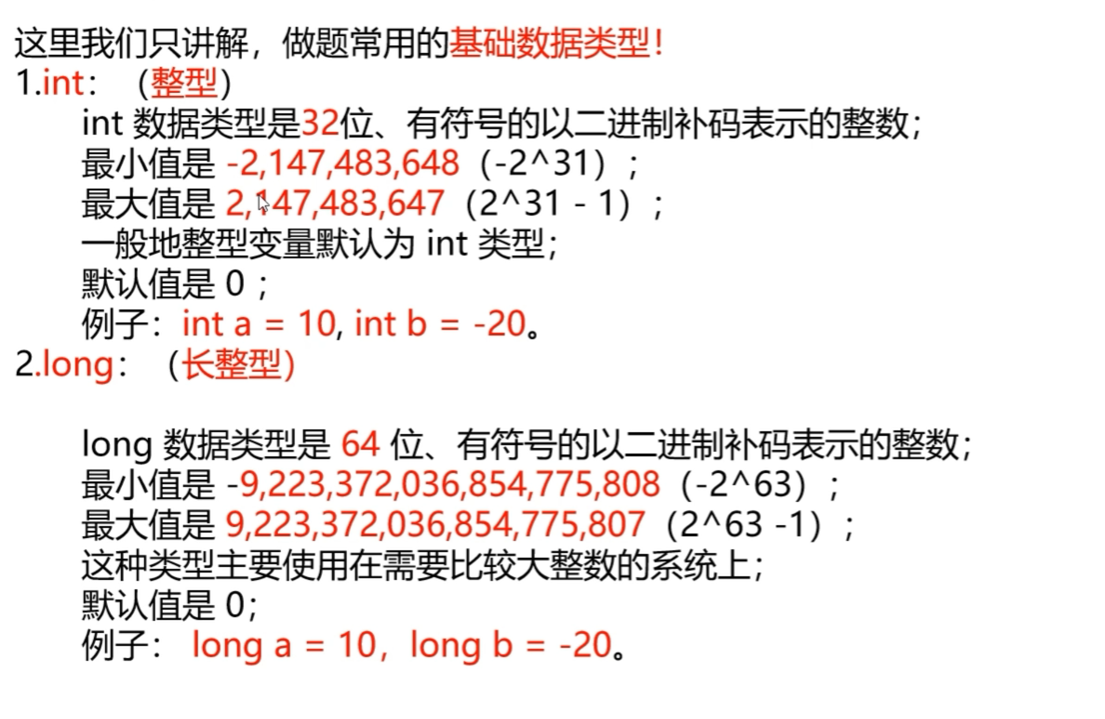 这里我们只讲解，做题常用的基础数据类型！
1.int：（整型）
int 数据类型是32位、有符号的以二进制补码表示的整数；
最小值是 -2,147,483,648（-2^31）；
最大值是 2,147,483,647（2^31 - 1）；
一般地整型变量默认为 int 类型；
默认值是 0 ；
例子：int a = 10, int b = -20。
2.long：（长整型）
long 数据类型是 64 位、有符号的以二进制补码表示的整数；
最小值是 -9,223,372,036,854,775,808（-2^63）；
最大值是 9,223,372,036,854,775,807（2^63 -1）；
这种类型主要使用在需要比较大整数的系统上；
默认值是 0；
例子： long a = 10，long b = -20。